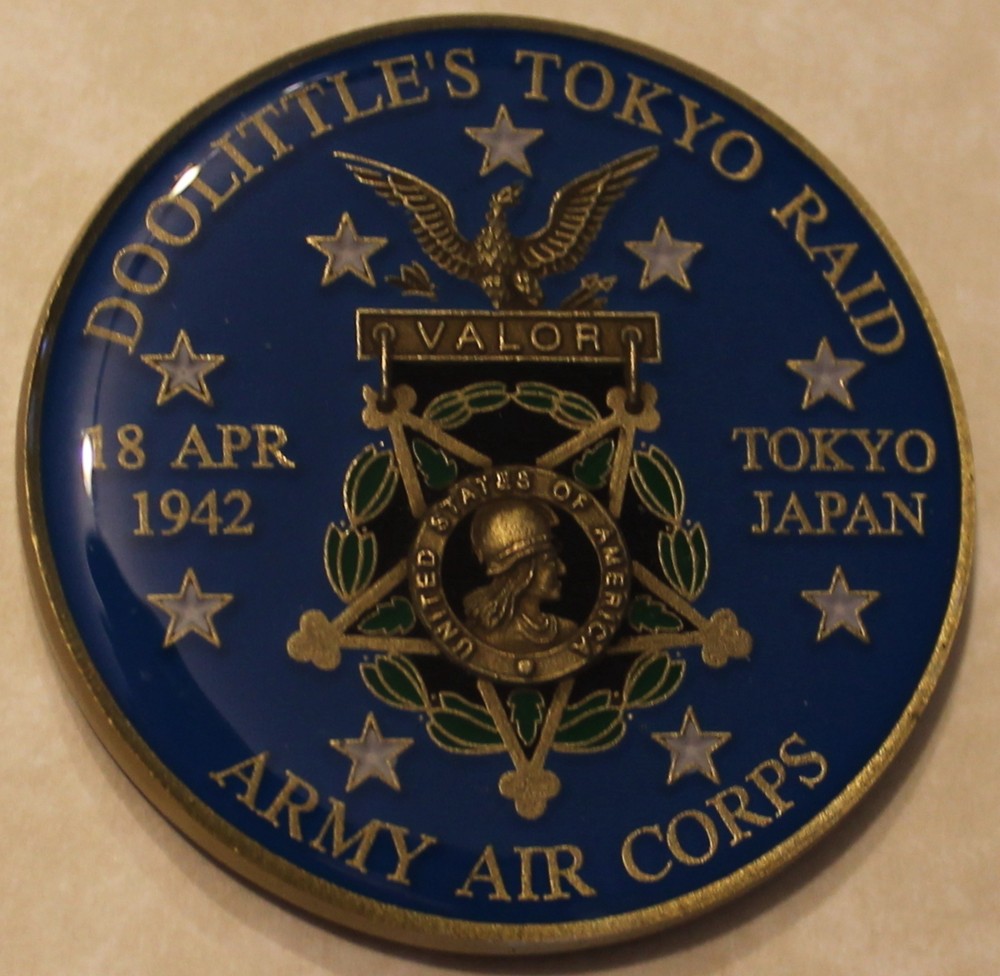 DOOLITTLE'S TOKYO RAID
VALOR
18 APR
1942
TOKYO
JAPAN
UNITED STATES OF AMERICA
ARMY AIR CORPS